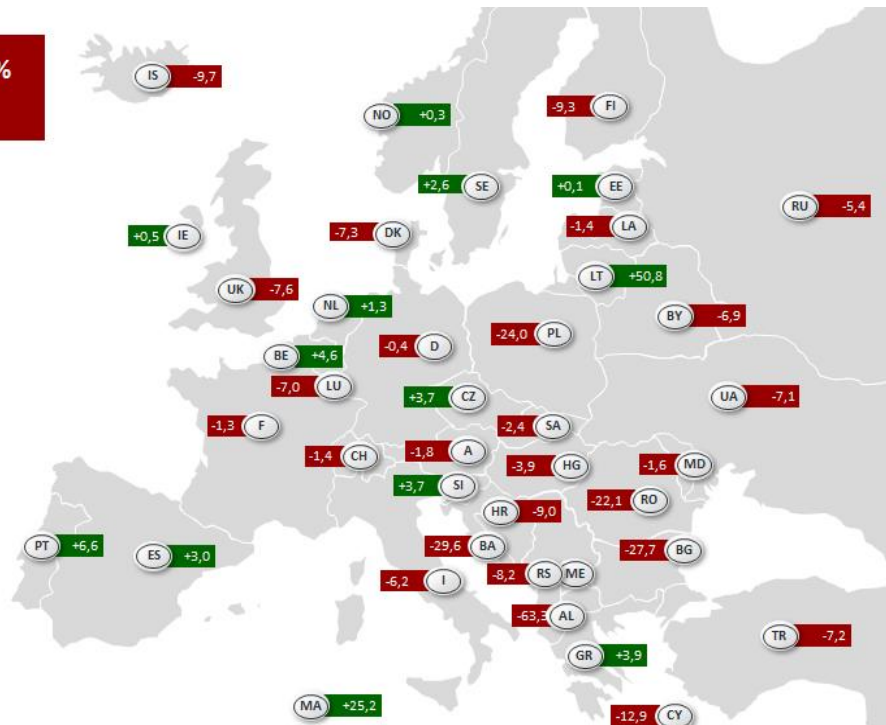 %
IS -9,7
NO +0,3
-9,3 FI
+2,6 SE
+0,1 EE
RU -5,4
-1,4 LA
+0,5 IE
-7,3 DK
LT +50,8
UK -7,6
NL +1,3
BY -6,9
-24,0 PL
-0,4 D
BE +4,6
-7,0 LU
+3,7 CZ
UA -7,1
-1,3 F
-2,4 SA
-1,4 CH
-1,8 A
-3,9 HG
-1,6 MD
+3,7 SI
-22,1 RO
HR -9,0
PT +6,6
ES +3,0
-29,6 BA
-27,7 BG
-6,2 I
-8,2 RS ME
-63,3 AL
TR -7,2
GR +3,9
MA +25,2
-12,9 CY